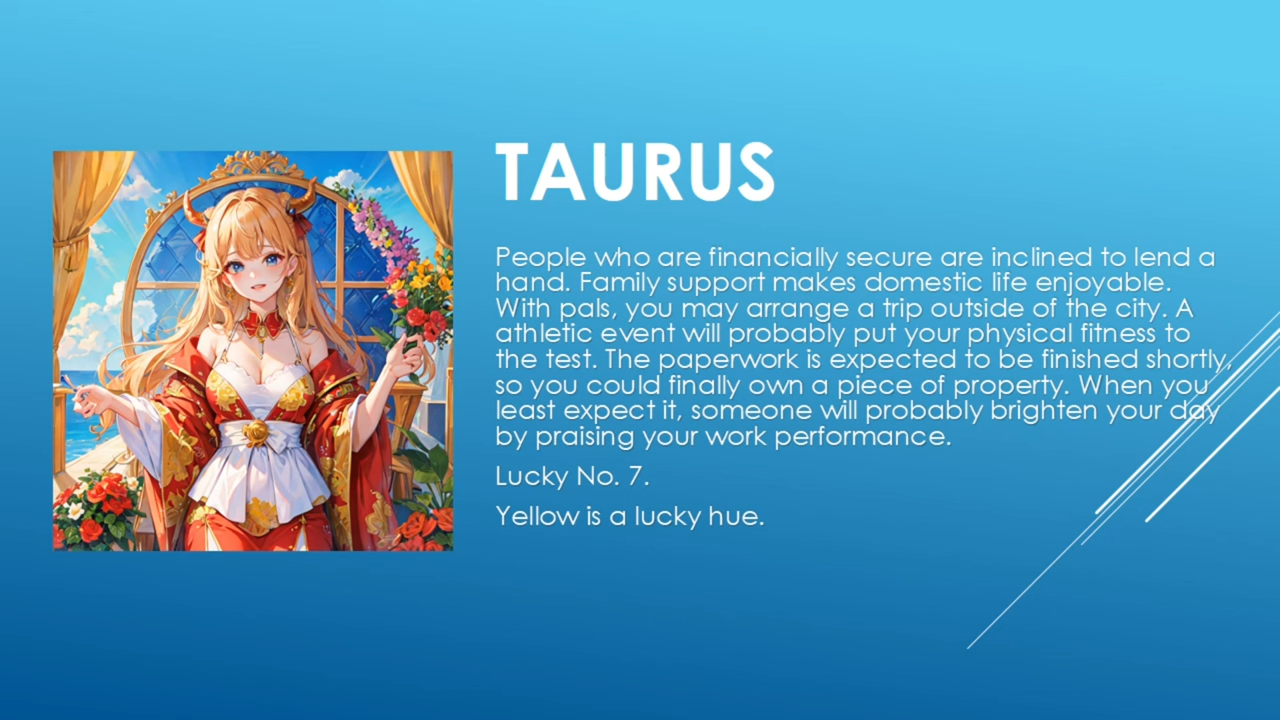 TAURUS
People who are financially secure are inclined to lend a
hand. Family support makes domestic life enjoyable.
With pals, you may arrange a trip outside of the city. A
athletic event will probably put your physical fitness to
the test. The paperwork is expected to be finished shortly,
so you could finally own a piece of property. When you
least expect it, someone will probably brighten your day
by praising your work performance.
Lucky No. 7.
Yellow is a lucky hue.